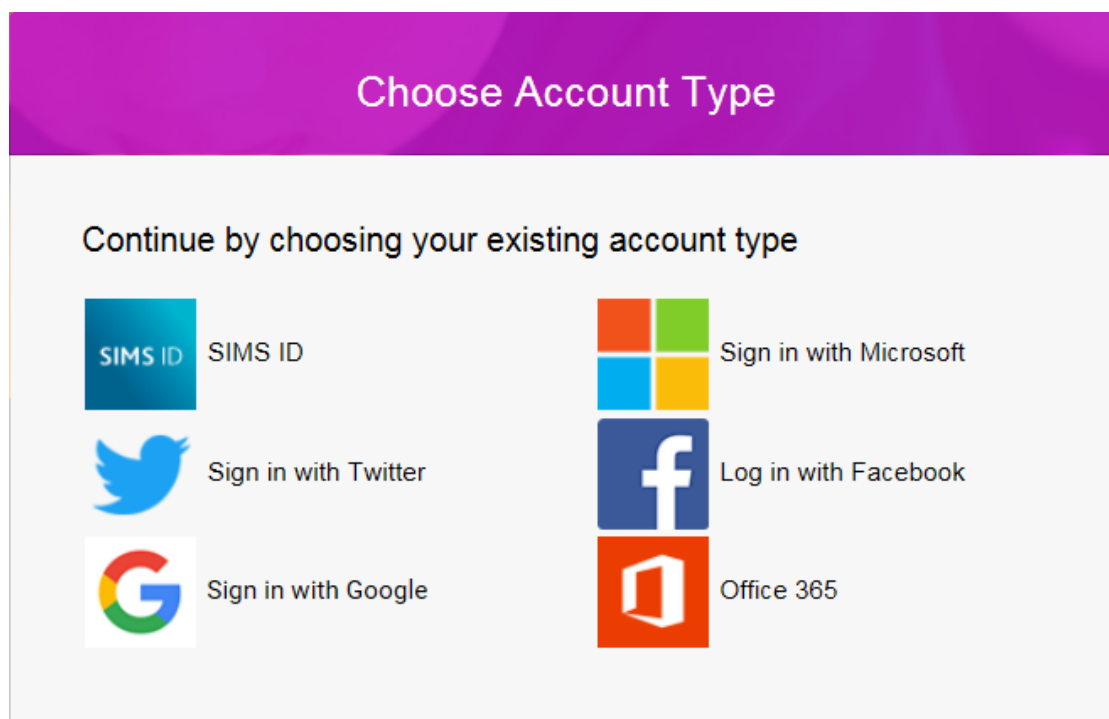 Choose Account Type
Continue by choosing your existing account type
SIMS ID SIMS ID
Sign in with Microsoft
Sign in with Twitter
Log in with Facebook
Sign in with Google
Office 365